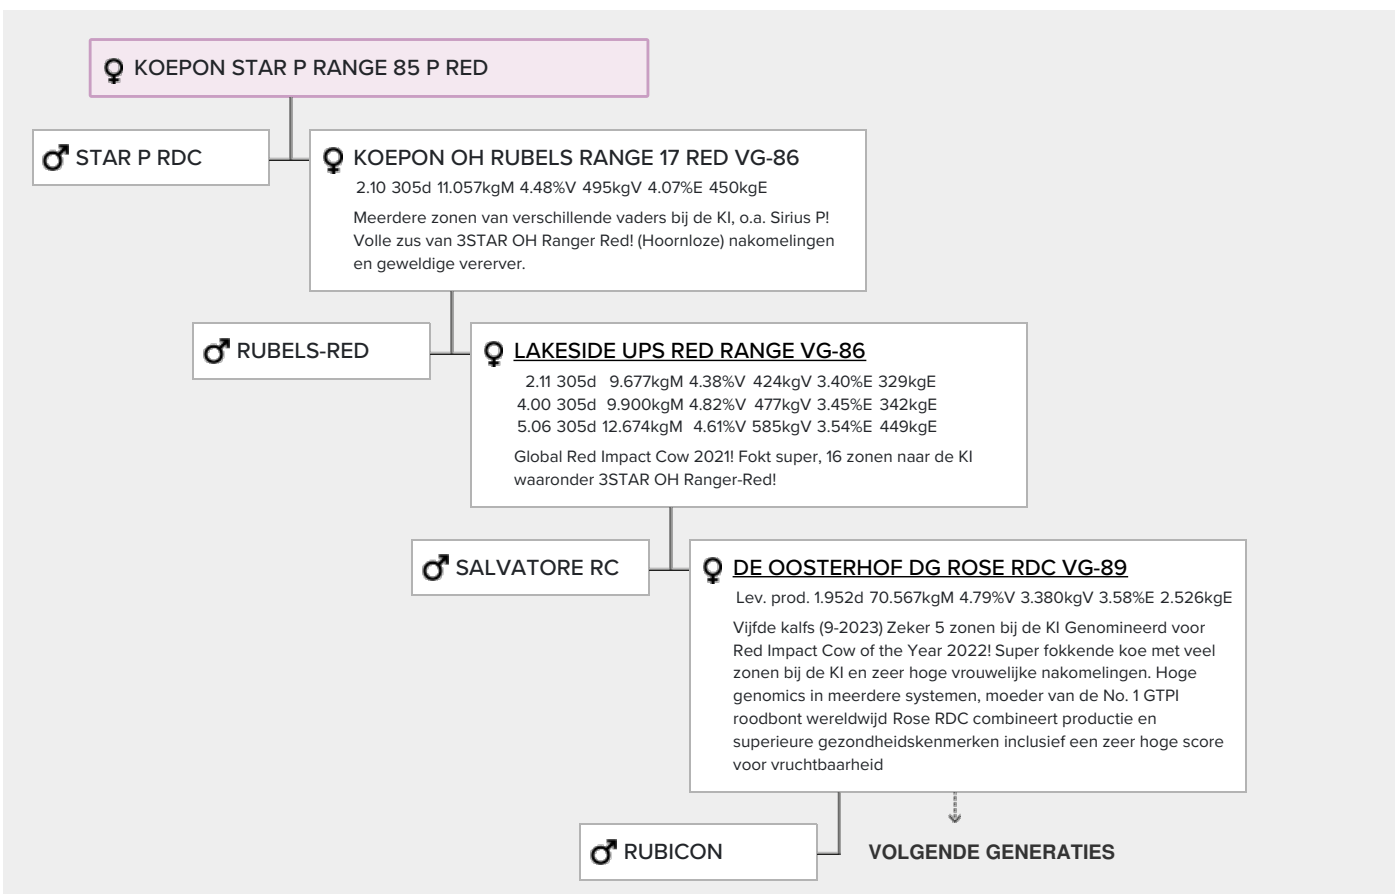 KOEPON STAR P RANGE 85 P RED
STAR P RDC
KOEPON OH RUBELS RANGE 17 RED VG-86
2.10 305d 11.057kgM 4.48%V 495kgV 4.07%E 450kgE
Meerdere zonen van verschillende vaders bij de KI, o.a. Sirius P!
Volle zus van 3STAR OH Ranger Red! (Hoornloze) nakomelingen
en geweldige vererver.
RUBELS-RED
LAKESIDE UPS RED RANGE VG-86
2.11 305d 9.677kgM 4.38%V 424kgV 3.40%E 329kgE
4.00 305d 9.900kgM 4.82%V 477kgV 3.45%E 342kgE
5.06 305d 12.674kgM 4.61%V 585kgV 3.54%E 449kgE
Global Red Impact Cow 2021! Fokt super, 16 zonen naar de KI
waaronder 3STAR OH Ranger-Red!
SALVATORE RC
DE OOSTERHOF DG ROSE RDC VG-89
Lev. prod. 1.952d 70.567kgM 4.79%V 3.380kgV 3.58%E 2.526kgE
Vijfde kalfs (9-2023) Zeker 5 zonen bij de KI Genomineerd voor
Red Impact Cow of the Year 2022! Super fokkende koe met veel
zonen bij de KI en zeer hoge vrouwelijke nakomelingen. Hoge
genomics in meerdere systemen, moeder van de No. 1 GTPI
roodbont wereldwijd Rose RDC combineert productie en
superieure gezondheidskenmerken inclusief een zeer hoge score
voor vruchtbaarheid
RUBICON
VOLGENDE GENERATIES